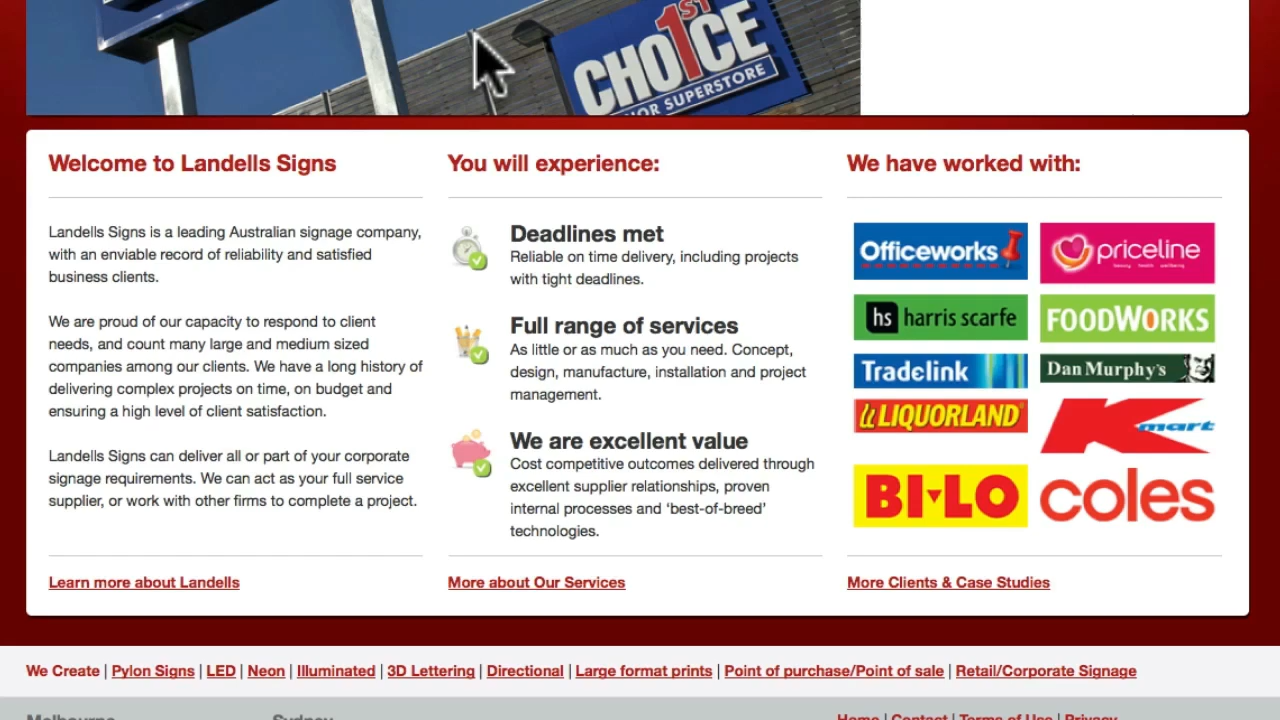 1ST
CHOICE
SUPERSTORE
Welcome to Landells Signs
Landells Signs is a leading Australian signage company,
with an enviable record of reliability and satisfied
business clients.
We are proud of our capacity to respond to client
needs, and count many large and medium sized
companies among our clients. We have a long history of
delivering complex projects on time, on budget and
ensuring a high level of client satisfaction.
Landells Signs can deliver all or part of your corporate
signage requirements. We can act as your full service
supplier, or work with other firms to complete a project.
Learn more about Landells
You will experience:
Deadlines met
Reliable on time delivery, including projects
with tight deadlines.
Full range of services
As little or as much as you need. Concept,
design, manufacture, installation and project
management.
We are excellent value
Cost competitive outcomes delivered through
excellent supplier relationships, proven
internal processes and ‘best-of-breed’
technologies.
More about Our Services
We have worked with:
Officeworks
priceline
hs harris scarfe
FOODWORKS
Tradelink
Dan Murphy's
LIQUORLAND
Kmart
BI-LO
coles
More Clients & Case Studies
We Create | Pylon Signs | LED | Neon | Illuminated | 3D Lettering | Directional | Large format prints | Point of purchase/Point of sale | Retail/Corporate Signage
Melbourne
Sydney
Home | Contact | Terms of Use | Privacy